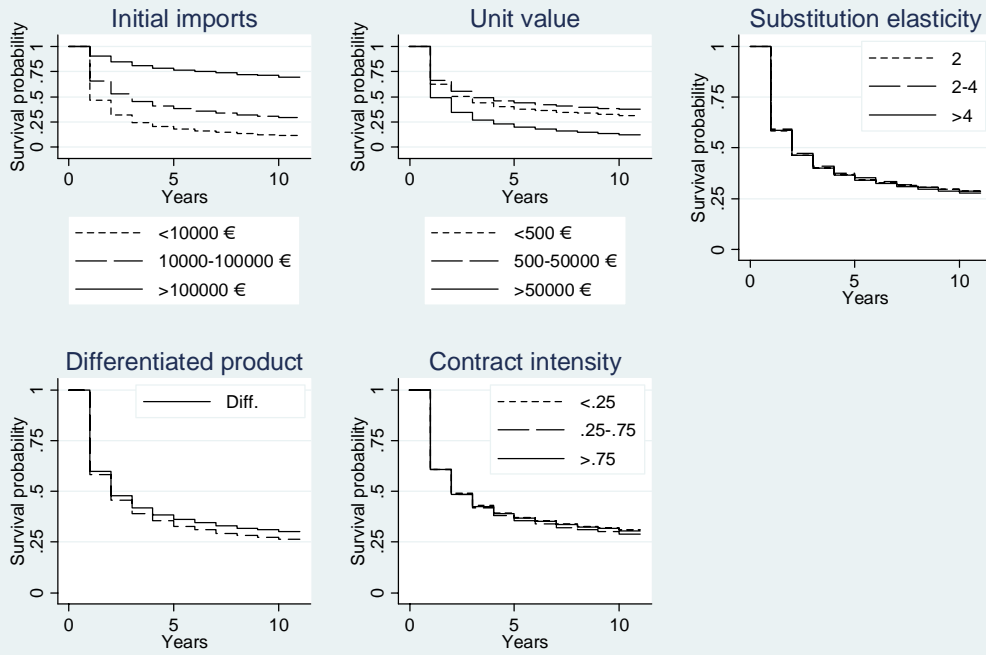 Initial imports
Survival probability
1
.75
.5
.25
0
0 5 10
Years
<10000 €
10000-100000 €
>100000 €
Unit value
Survival probability
1
.75
.5
.25
0
0 5 10
Years
<500 €
500-50000 €
>50000 €
Substitution elasticity
Survival probability
1
.75
.5
.25
0
0 5 10
Years
2
2-4
>4
Differentiated product
Survival probability
1
.75
.5
.25
0
0 5 10
Years
Diff.
Contract intensity
Survival probability
1
.75
.5
.25
0
0 5 10
Years
<.25
.25-.75
>.75